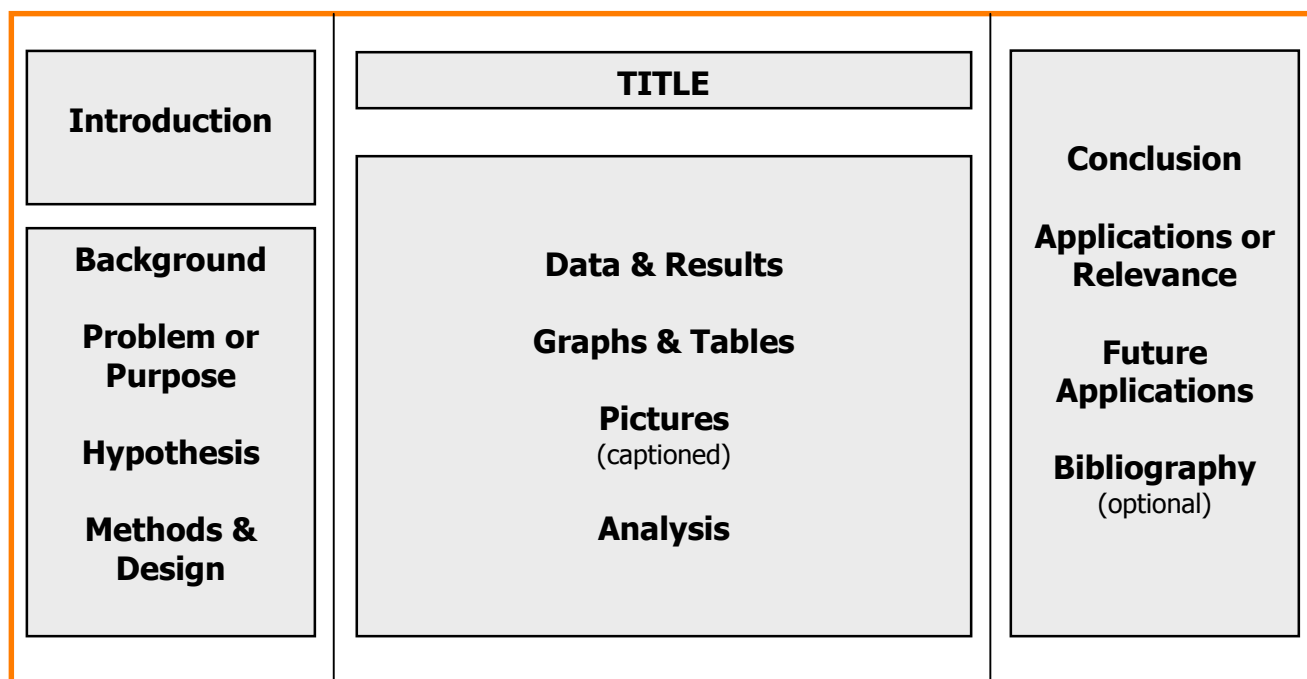 Introduction
Background
Problem or
Purpose
Hypothesis
Methods &
Design
TITLE
Data & Results
Graphs & Tables
Pictures
(captioned)
Analysis
Conclusion
Applications or
Relevance
Future
Applications
Bibliography
(optional)